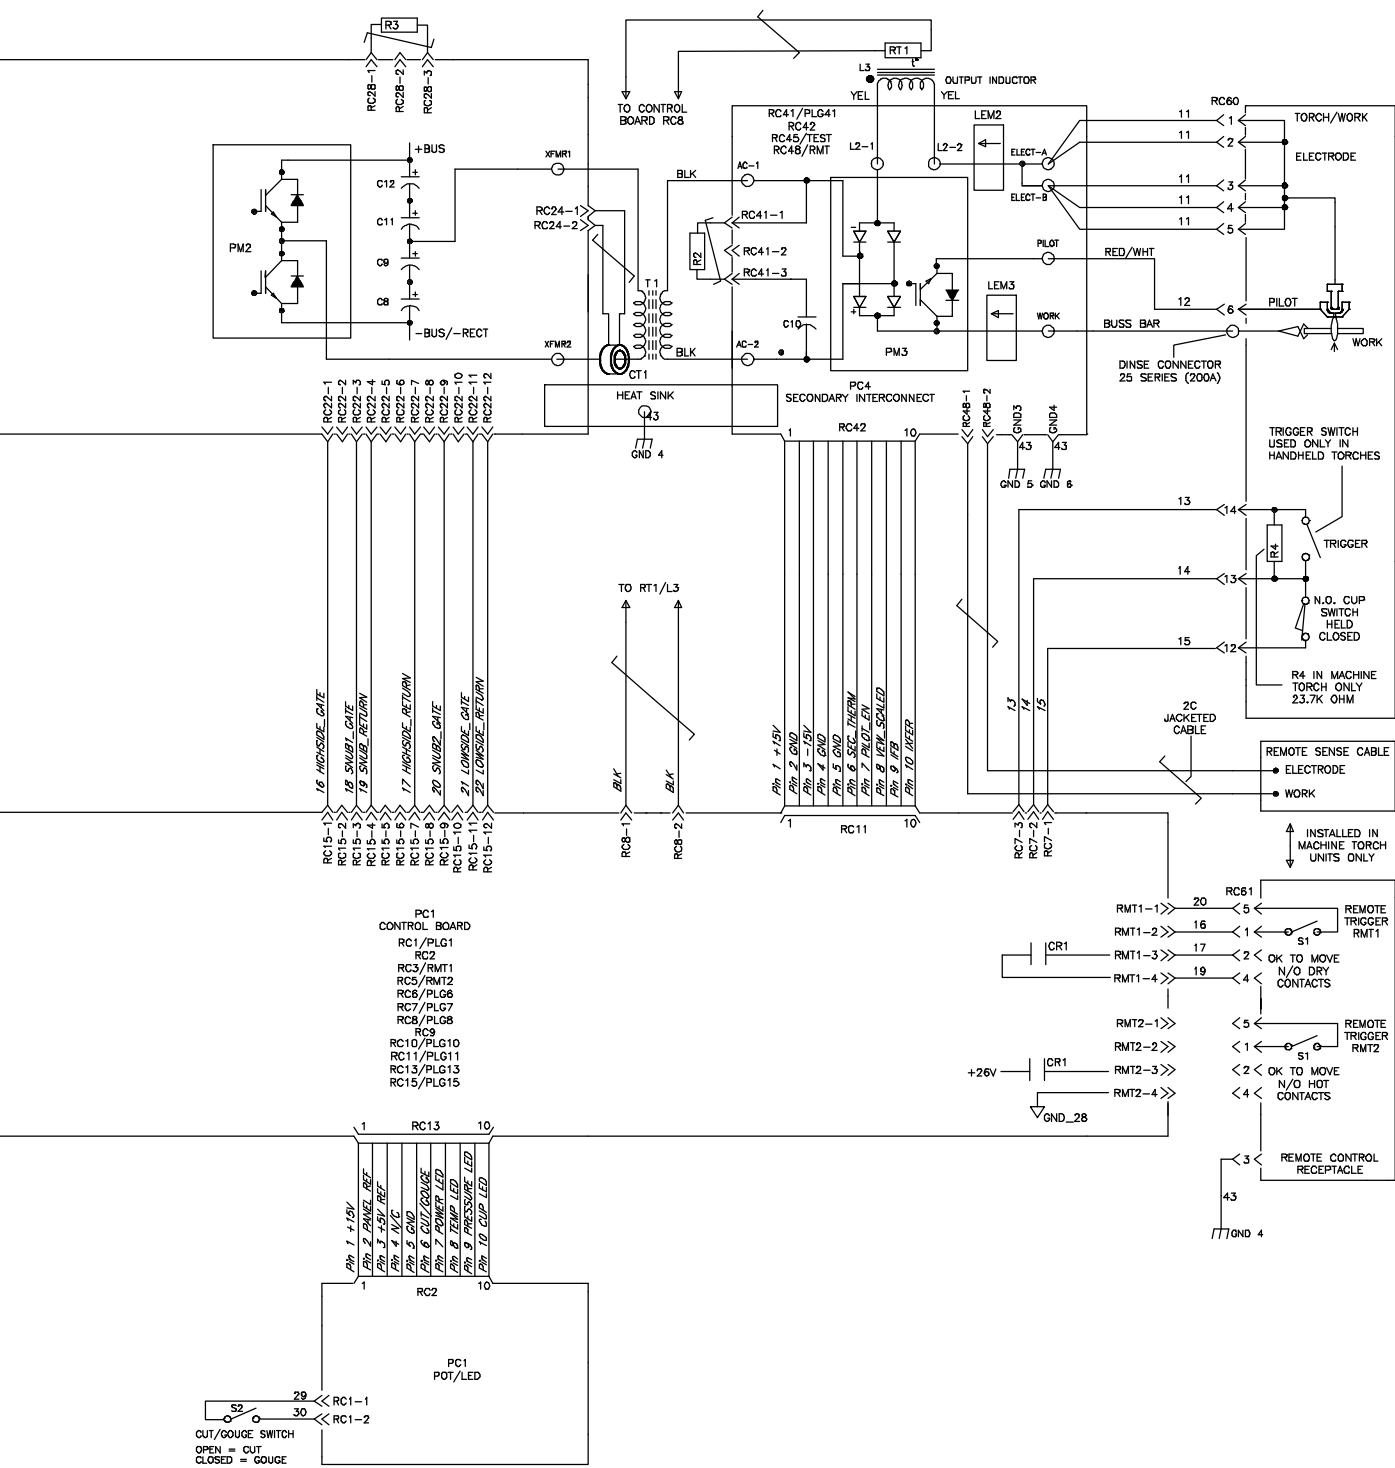 R3
RC28-1
RC28-2
RC28-3
RT1
t°
L3
OUTPUT INDUCTOR
YEL
YEL
TO CONTROL
BOARD RC8
RC41/PLG41
RC42
RC45/TEST
RC48/RMT
LEM2
L2-1
L2-2
ELECT-A
ELECT-B
11
11
11
11
11
RC60
1
2
3
4
5
TORCH/WORK
ELECTRODE
+BUS
C12
C11
C9
C8
-BUS/-RECT
PM2
XFMR1
RC24-1
RC24-2
XFMR2
BLK
AC-1
RC41-1
RC41-2
RC41-3
R2
T1
C10
BLK
AC-2
CT1
PM3
PILOT
RED/WHT
LEM3
WORK
BUSS BAR
12
6
PILOT
WORK
DINSE CONNECTOR
25 SERIES (200A)
PC4
SECONDARY INTERCONNECT
HEAT SINK
43
GND 4
RC22-1
RC22-2
RC22-3
RC22-4
RC22-5
RC22-6
RC22-7
RC22-8
RC22-9
RC22-10
RC22-11
RC22-12
1
RC42
10
RC48-1
RC48-2
GND3
GND4
43
43
GND 5
GND 6
TRIGGER SWITCH
USED ONLY IN
HANDHELD TORCHES
13
14
R4
TRIGGER
14
13
N.O. CUP
SWITCH
HELD
CLOSED
15
12
R4 IN MACHINE
TORCH ONLY
23.7K OHM
TO RT1/L3
16 HIGHSIDE_GATE
18 SNUB1_GATE
19 SNUB_RETURN
17 HIGHSIDE_RETURN
20 SNUB2_GATE
21 LOWSIDE_GATE
22 LOWSIDE_RETURN
BLK
BLK
Pin 1 +15V
Pin 2 GND
Pin 3 -15V
Pin 4 GND
Pin 5 GND
Pin 6 SEC_THERM
Pin 7 PILOT_EN
Pin 8 VEW_SCALED
Pin 9 IFB
Pin 10 IXFER
13
14
15
2C
JACKETED
CABLE
REMOTE SENSE CABLE
ELECTRODE
WORK
INSTALLED IN
MACHINE TORCH
UNITS ONLY
RC15-1
RC15-2
RC15-3
RC15-4
RC15-5
RC15-6
RC15-7
RC15-8
RC15-9
RC15-10
RC15-11
RC15-12
RC8-1
RC8-2
1
RC11
10
RC7-3
RC7-2
RC7-1
PC1
CONTROL BOARD
RC1/PLG1
RC2
RC3/RMT1
RC5/RMT2
RC6/PLG6
RC7/PLG7
RC8/PLG8
RC9
RC10/PLG10
RC11/PLG11
RC13/PLG13
RC15/PLG15
RC61
RMT1-1
20
5
REMOTE
TRIGGER
RMT1
RMT1-2
16
1
S1
CR1
RMT1-3
17
2
OK TO MOVE
N/O DRY
CONTACTS
RMT1-4
19
4
RMT2-1
5
REMOTE
TRIGGER
RMT2
RMT2-2
1
S1
+26V
CR1
RMT2-3
2
OK TO MOVE
N/O HOT
CONTACTS
RMT2-4
4
GND_28
3
REMOTE CONTROL
RECEPTACLE
43
GND 4
1
RC13
10
Pin 1 +15V
Pin 2 PANEL REF
Pin 3 +5V REF
Pin 4 N/C
Pin 5 GND
Pin 6 CUT/GOUGE
Pin 7 POWER LED
Pin 8 TEMP LED
Pin 9 PRESSURE LED
Pin 10 CUP LED
1
RC2
10
PC1
POT/LED
29
RC1-1
S2
30
RC1-2
CUT/GOUGE SWITCH
OPEN = CUT
CLOSED = GOUGE